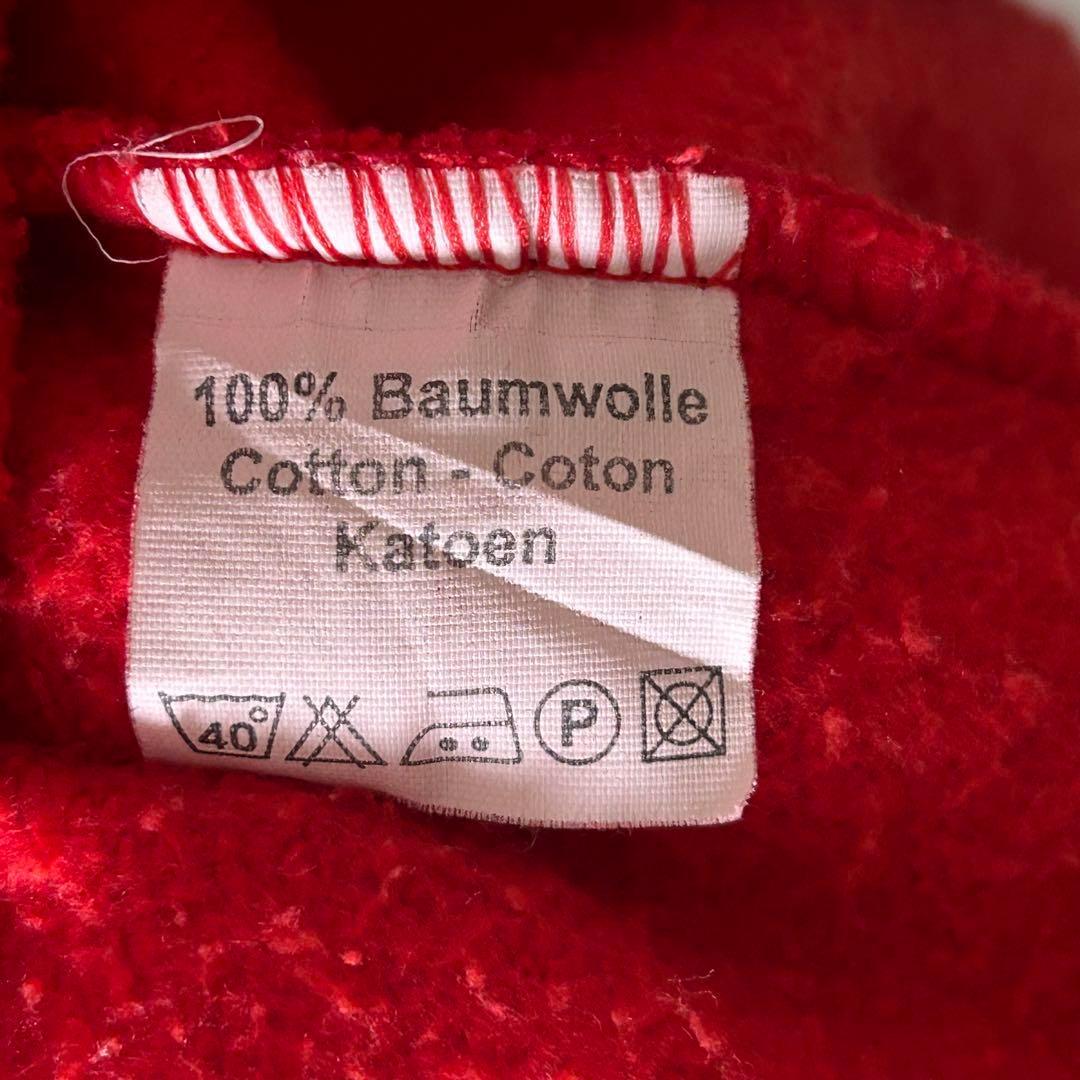 100% Baumwolle
Cotton - Coton
Katoen
40° P